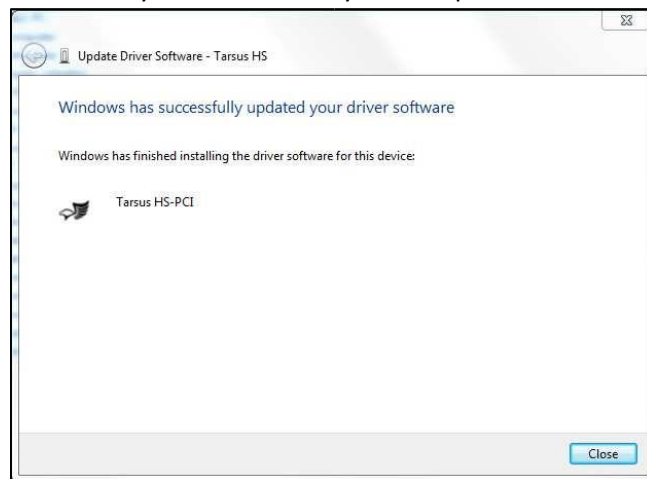 Update Driver Software - Tarsus HS
Windows has successfully updated your driver software
Windows has finished installing the driver software for this device:
Tarsus HS-PCI
Close